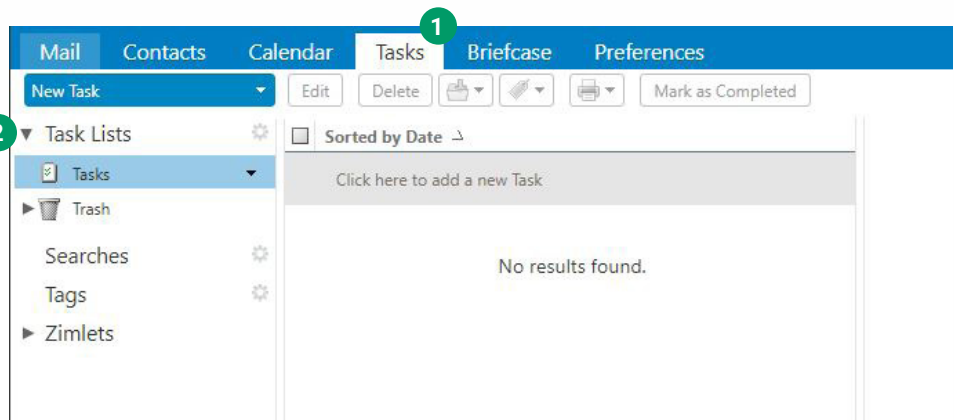 1
Mail Contacts Calendar Tasks Briefcase Preferences
New Task Edit Delete Mark as Completed
2 Task Lists
Sorted by Date
Tasks
Click here to add a new Task
Trash
Searches
No results found.
Tags
Zimlets